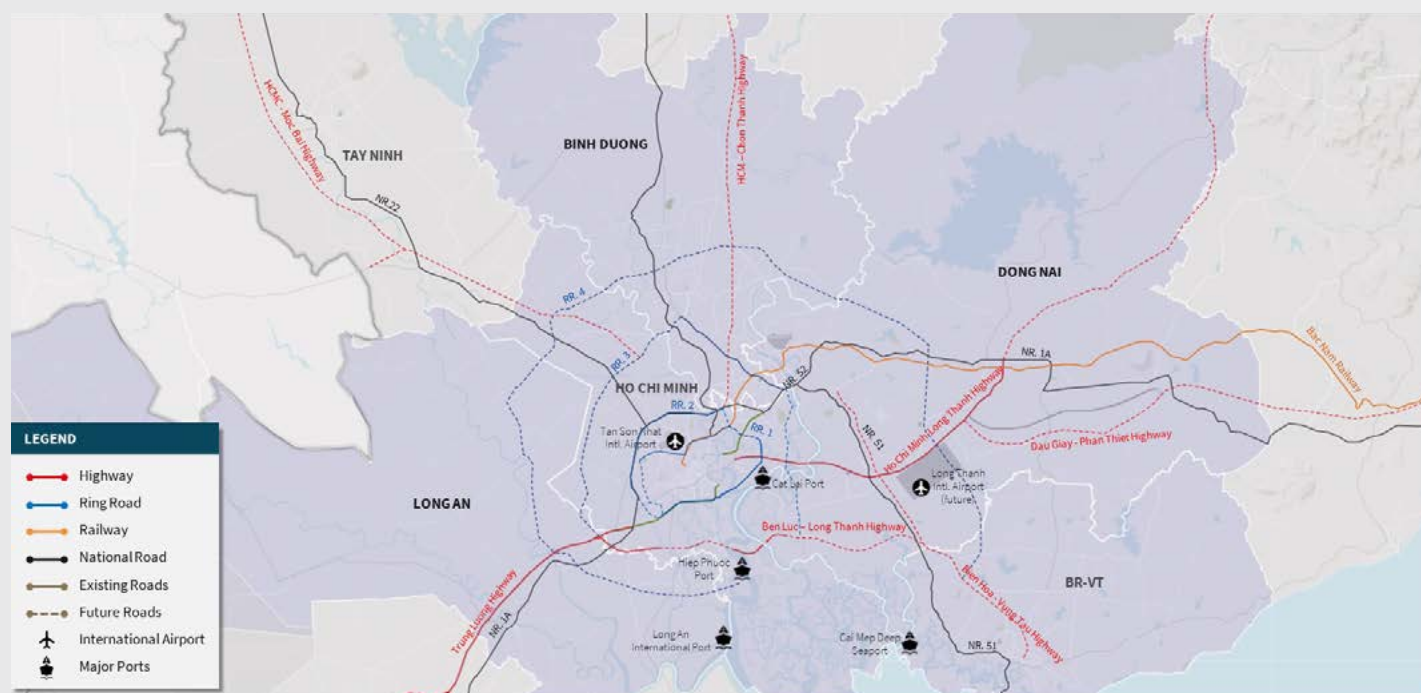 HCMC - Moc Bai Highway
TAY NINH
NR.22
BINH DUONG
HCM – Chon Thanh Highway
DONG NAI
RR. 4
RR. 3
HO CHI MINH
RR. 2
RR. 1
NR. 52
NR. 1A
Bac Nam Railway
Tan Son Nhat
Intl. Airport
NR. 51
Ho Chi Minh/Long Thanh Highway
Dau Giay - Phan Thiet Highway
Long Thanh
Intl. Airport
(future)
Cat Lai Port
LONG AN
Ben Luc – Long Thanh Highway
Hiep Phuoc
Port
Bien Hoa - Vung Tau Highway
BR-VT
Trung Luong Highway
NR. 1A
Long An
International Port
Cai Mep Deep
Seaport
NR. 51
LEGEND
Highway
Ring Road
Railway
National Road
Existing Roads
Future Roads
International Airport
Major Ports